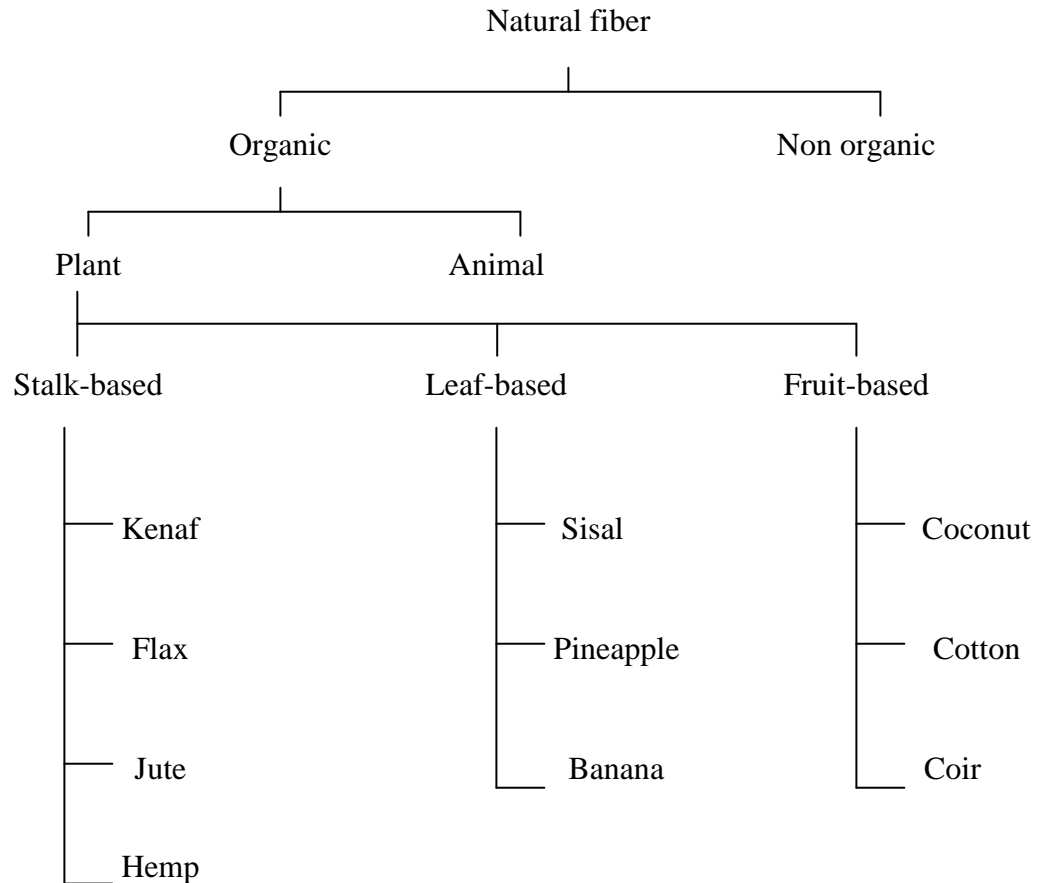 Natural fiber
Organic
Non organic
Plant
Animal
Stalk-based
Leaf-based
Fruit-based
Kenaf
Sisal
Coconut
Flax
Pineapple
Cotton
Jute
Banana
Coir
Hemp